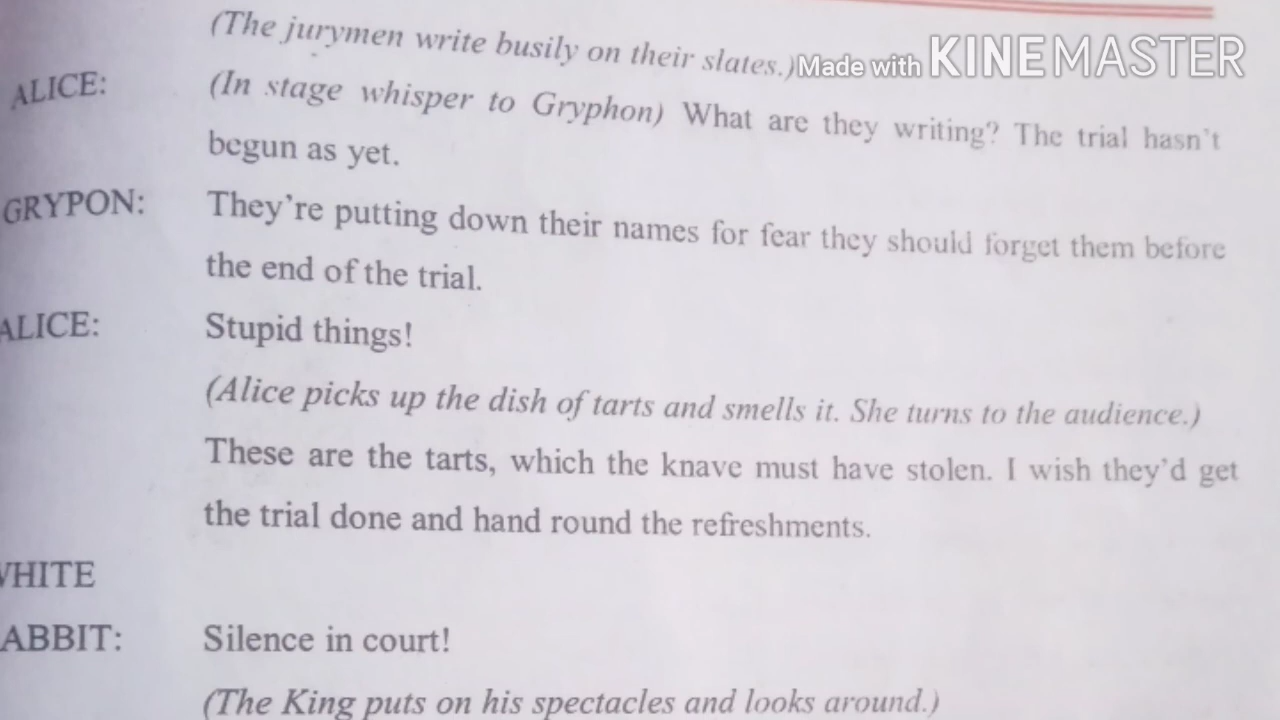 (The jurymen write busily on their slates.)
Made with KINEMASTER
ALICE: (In stage whisper to Gryphon) What are they writing? The trial hasn't
begun as yet.
GRYPON: They're putting down their names for fear they should forget them before
the end of the trial.
ALICE: Stupid things!
(Alice picks up the dish of tarts and smells it. She turns to the audience.)
These are the tarts, which the knave must have stolen. I wish they'd get
the trial done and hand round the refreshments.
VHITE
ABBIT: Silence in court!
(The King puts on his spectacles and looks around.)